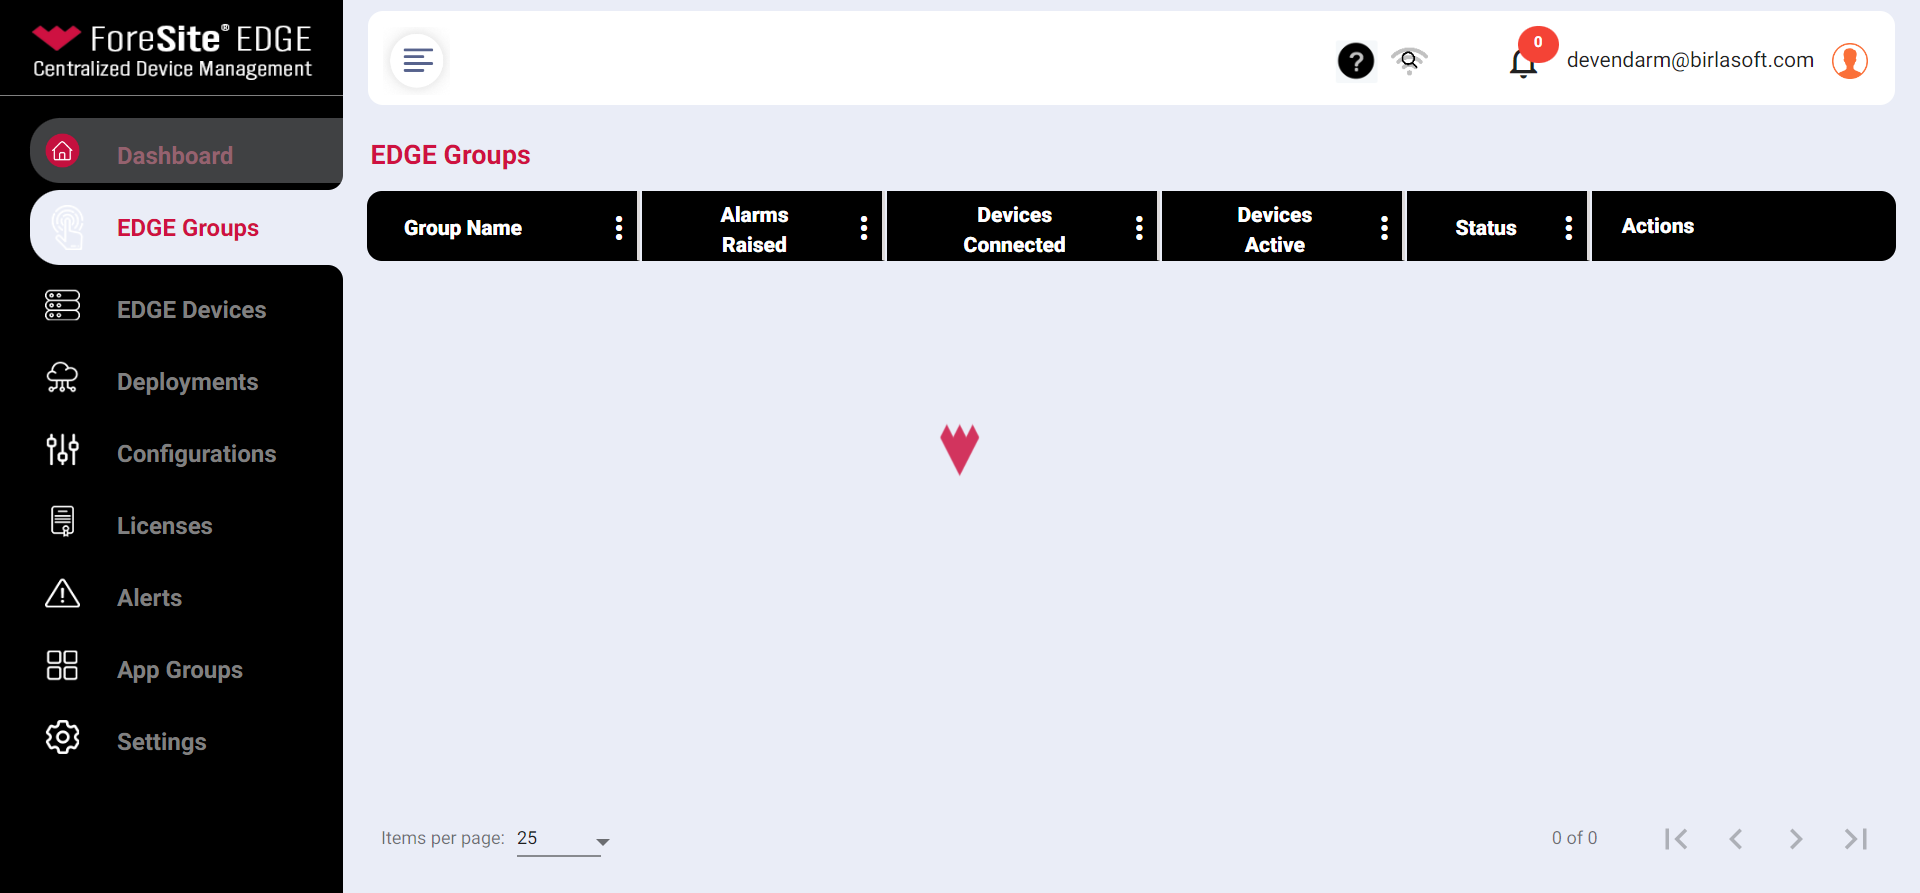 ForeSite® EDGE
Centralized Device Management
Dashboard
EDGE Groups
EDGE Devices
Deployments
Configurations
Licenses
Alerts
App Groups
Settings
?
0
devendarm@birlasoft.com
EDGE Groups
Group Name
Alarms
Raised
Devices
Connected
Devices
Active
Status
Actions
Items per page: 25
0 of 0